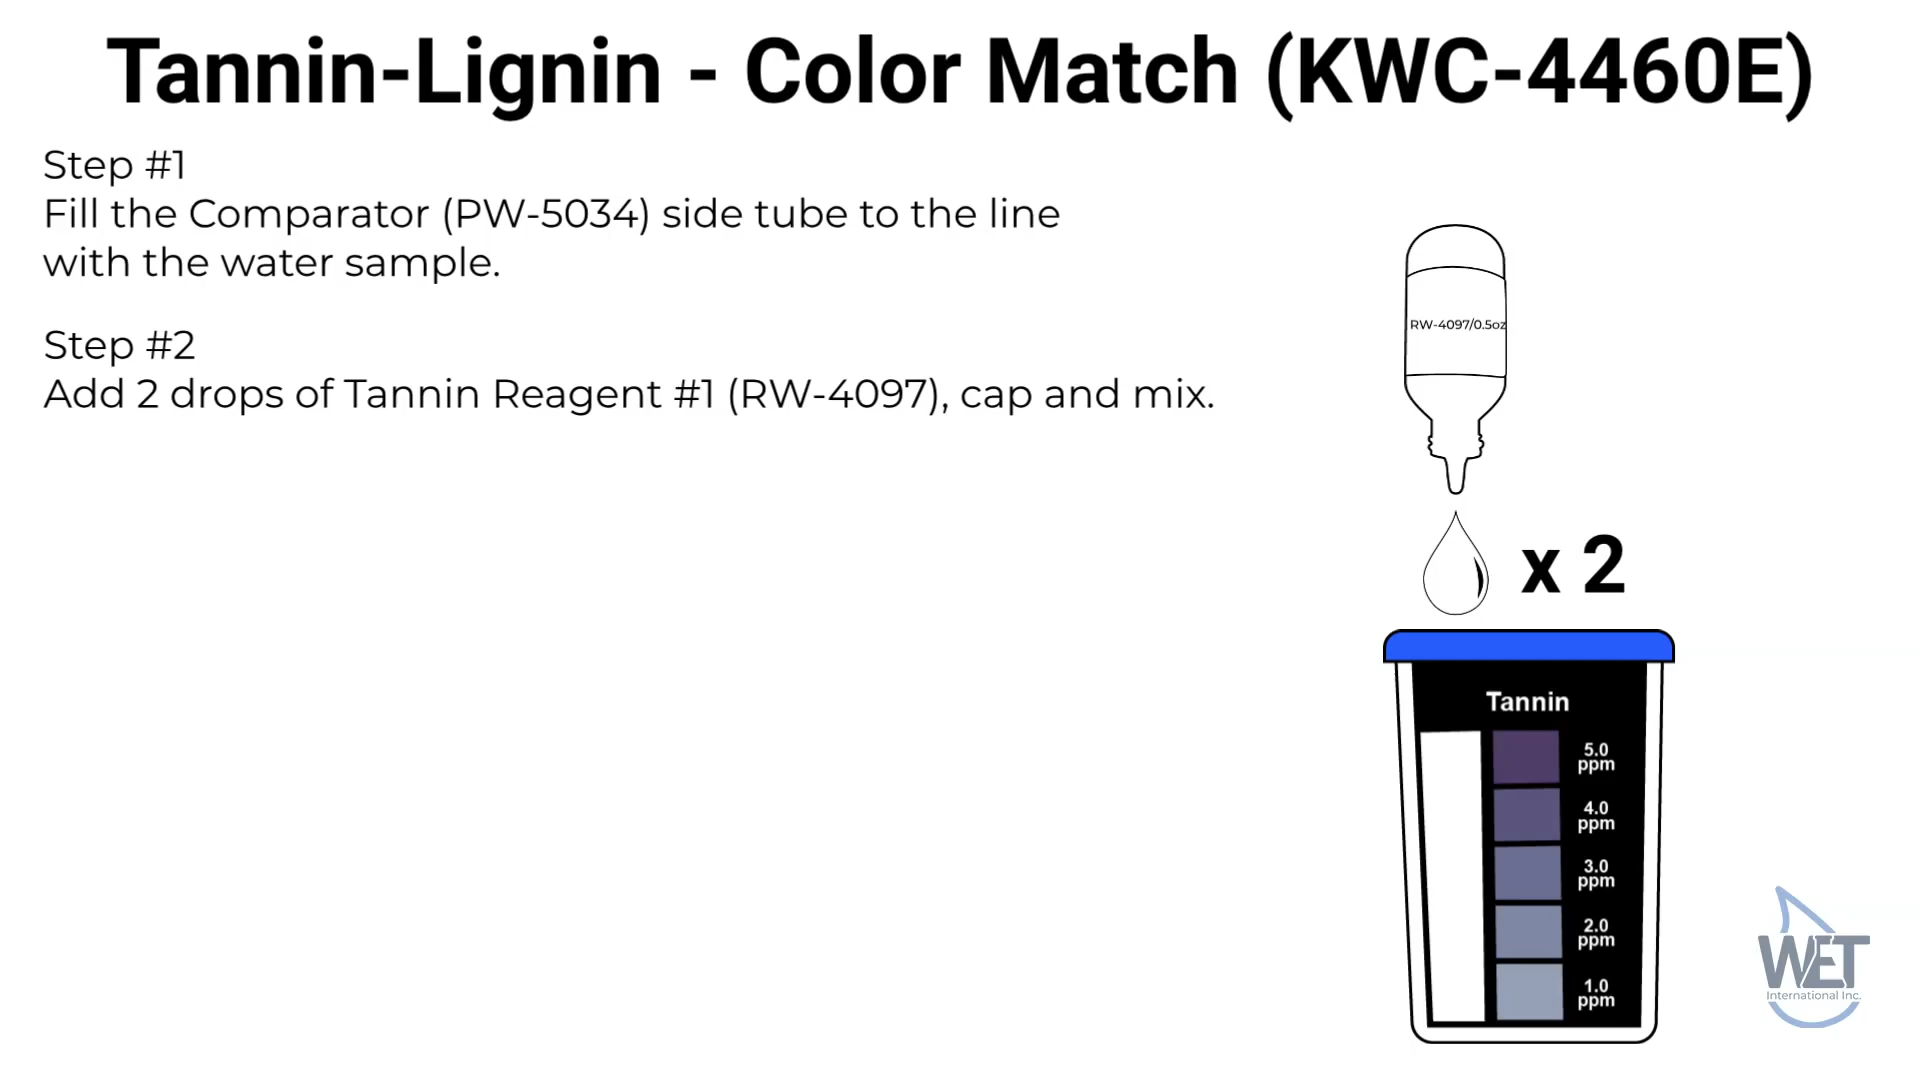 Tannin-Lignin - Color Match (KWC-4460E)
Step #1
Fill the Comparator (PW-5034) side tube to the line
with the water sample.
Step #2
Add 2 drops of Tannin Reagent #1 (RW-4097), cap and mix.
RW-4097/0.5oz
x 2
Tannin
5.0
ppm
4.0
ppm
3.0
ppm
2.0
ppm
1.0
ppm
WET
International Inc.